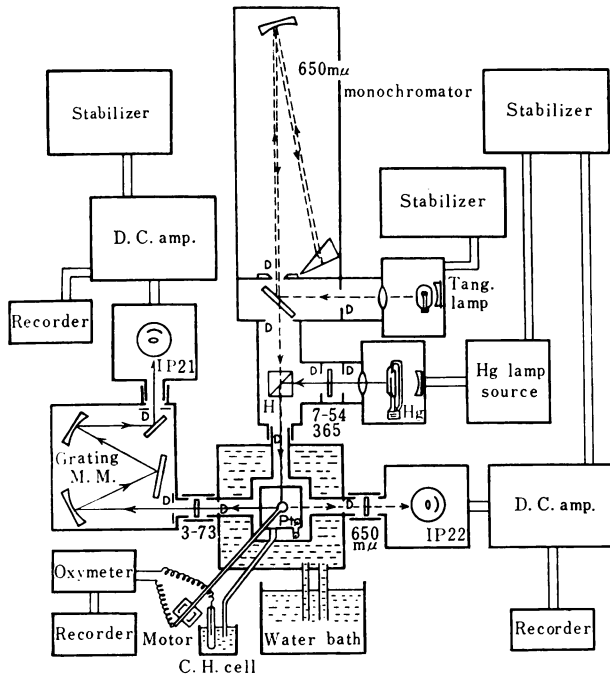 650mμ
monochromator
Stabilizer
Stabilizer
Stabilizer
D. C. amp.
D
Tang.
lamp
D
Recorder
D
IP21
D
D
Hg lamp
source
H
7-54
365
Hg
D
D
Grating
M. M.
D
D
D
D
Pt
3-73
650
mμ
IP22
D. C. amp.
Oxymeter
Recorder
Motor
C. H. cell
Water bath
Recorder